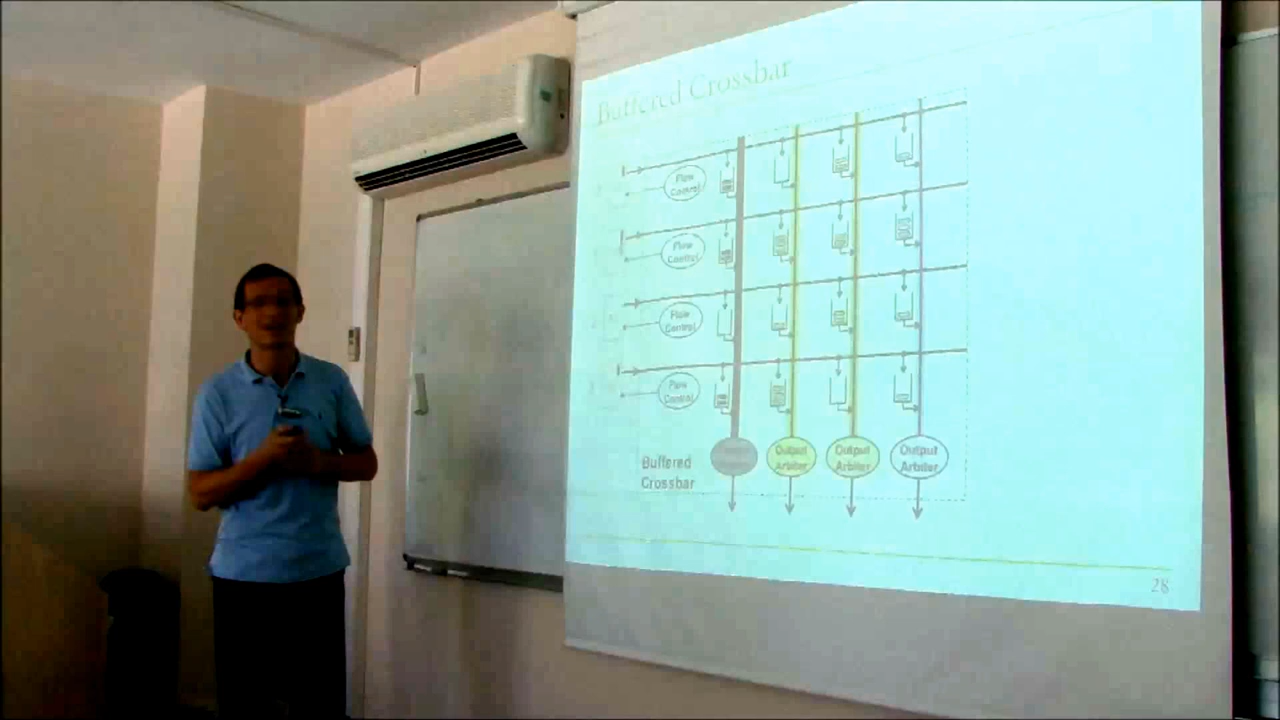 Buffered Crossbar
Flow
Control
Flow
Control
Flow
Control
Flow
Control
Buffered
Crossbar
Output
Arbiter
Output
Arbiter
Output
Arbiter
28